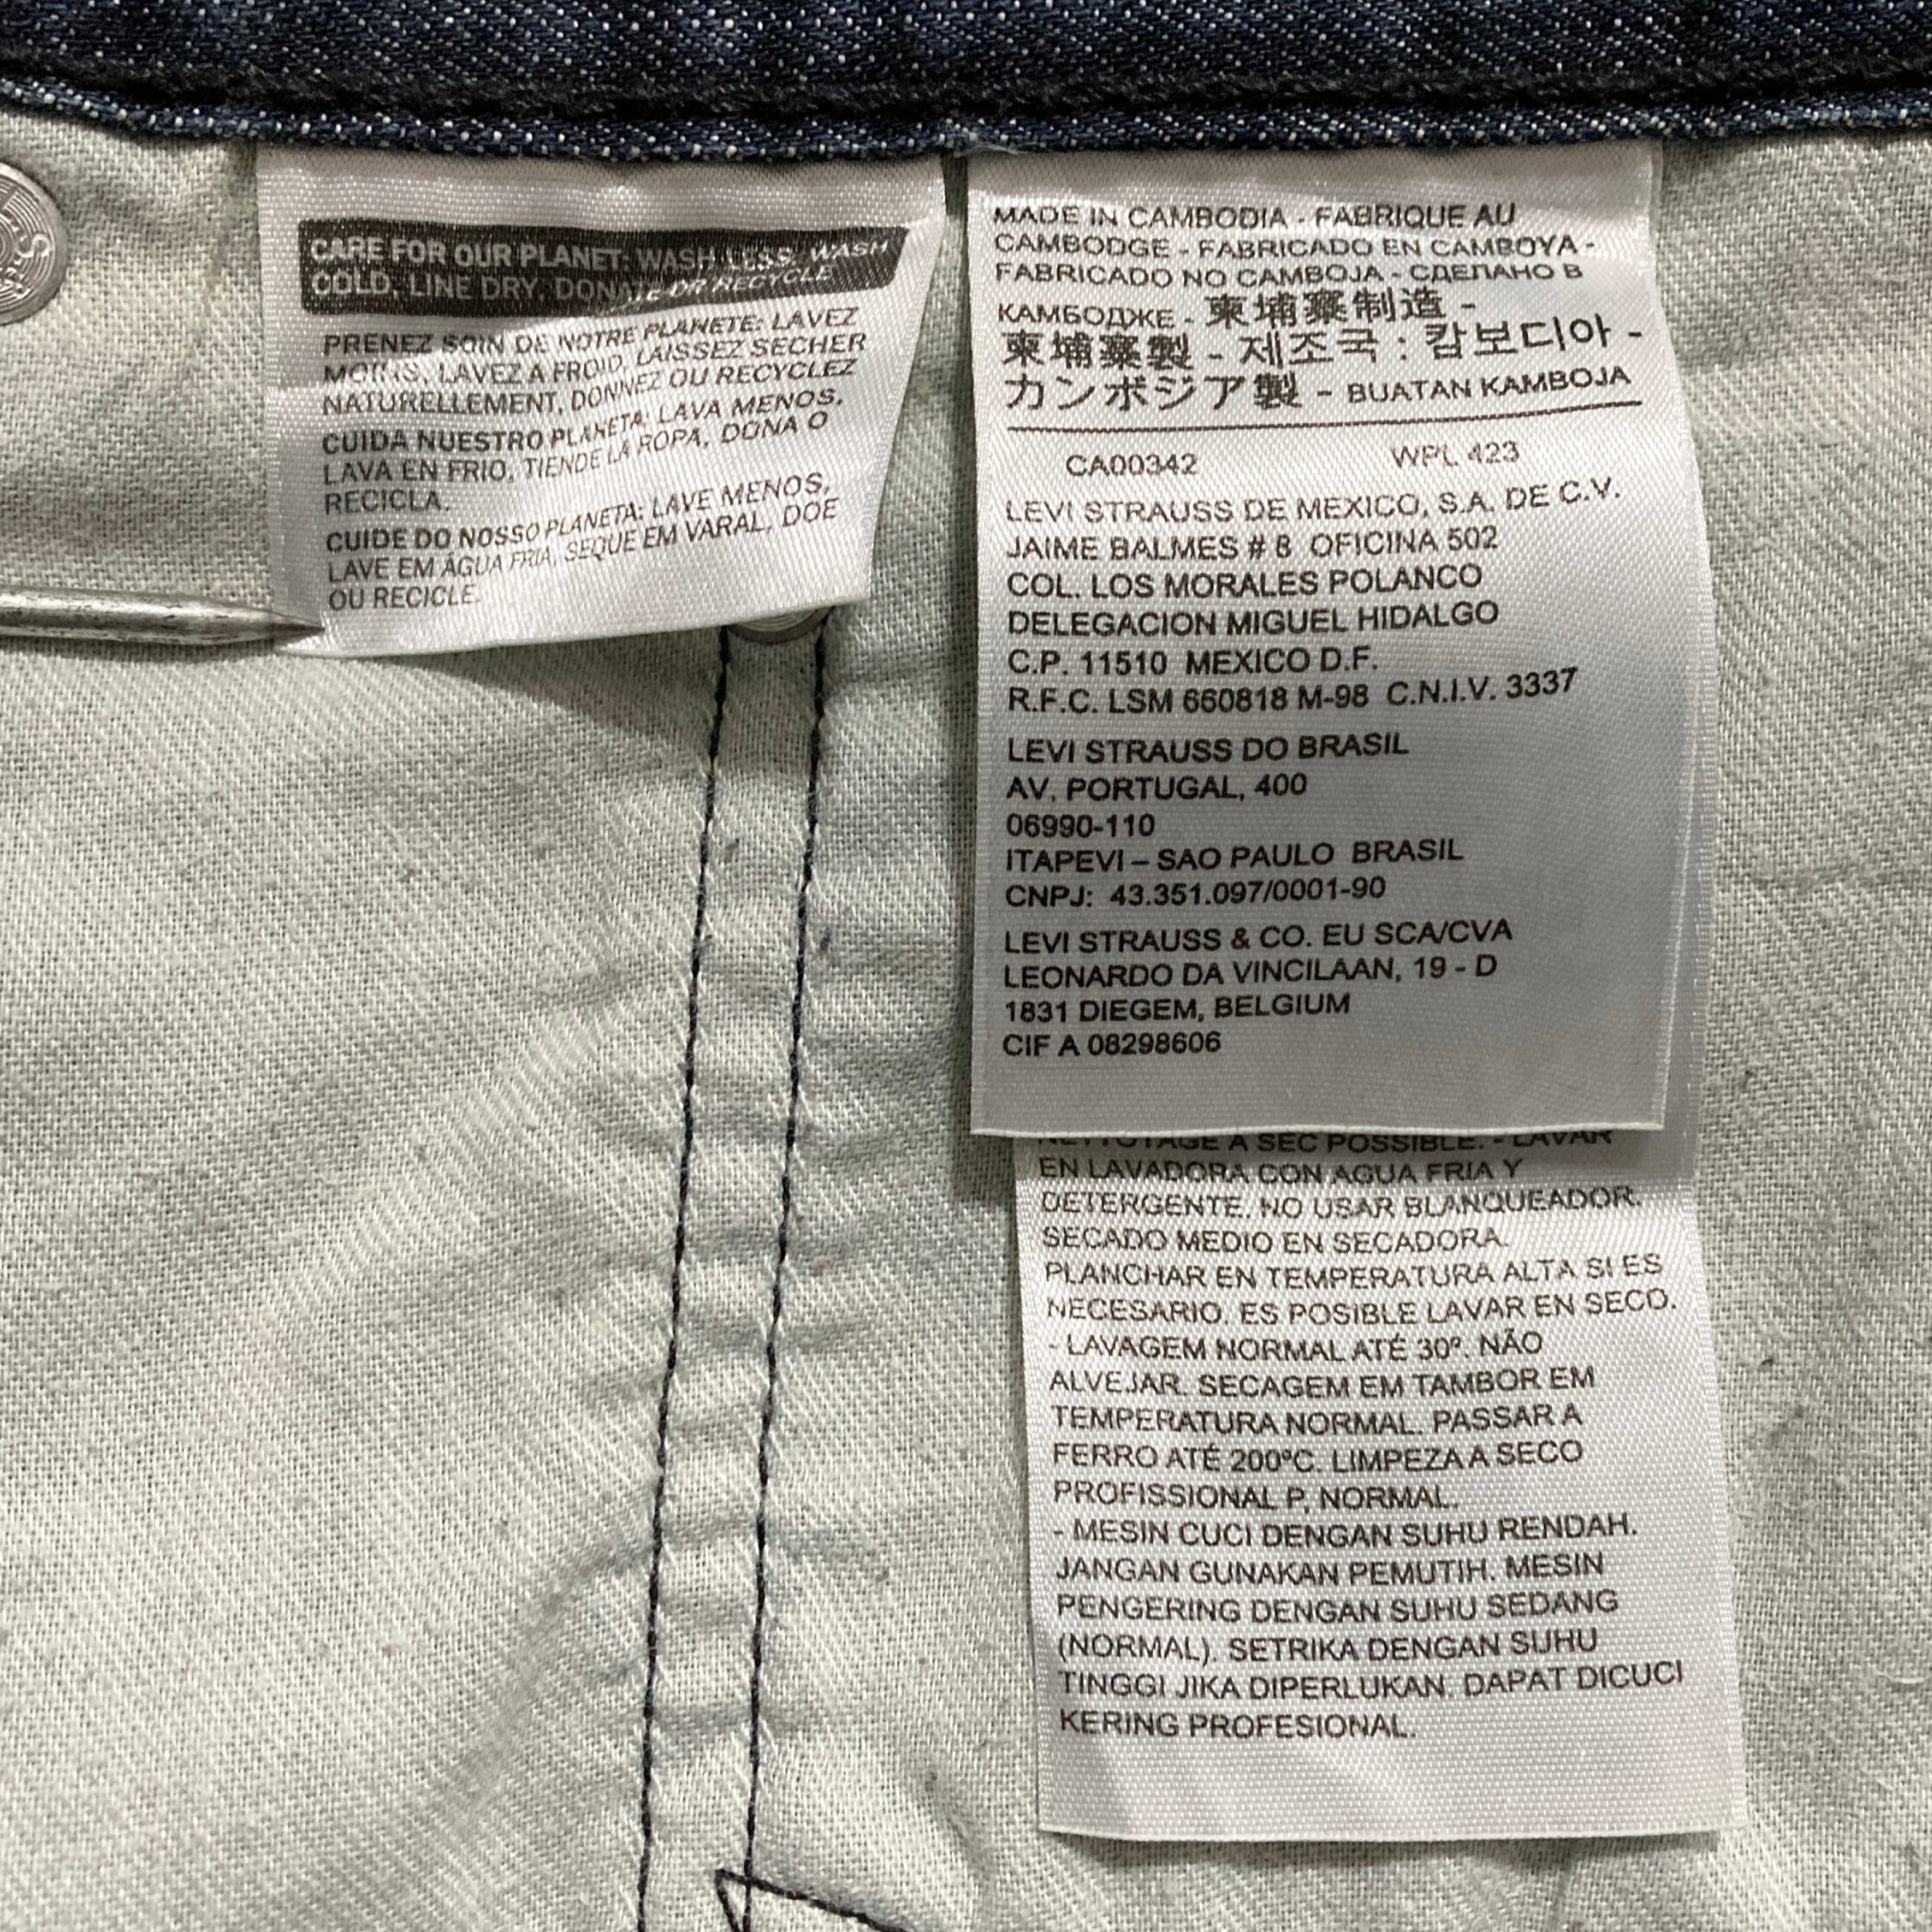 CARE FOR OUR PLANET: WASH LESS, WASH
COLD, LINE DRY, DONATE OR RECYCLE
PRENEZ SOIN DE NOTRE PLANETE: LAVEZ
MOINS, LAVEZ A FROID, LAISSEZ SECHER
NATURELLEMENT, DONNEZ OU RECYCLEZ
CUIDA NUESTRO PLANETA: LAVA MENOS,
LAVA EN FRIO, TIENDE LA ROPA, DONA O
RECICLA.
CUIDE DO NOSSO PLANETA: LAVE MENOS,
LAVE EM ÁGUA FRIA, SEQUE EM VARAL, DOE
OU RECICLE.
MADE IN CAMBODIA - FABRIQUE AU
CAMBODGE - FABRICADO EN CAMBOYA -
FABRICADO NO CAMBOJA - СДЕЛАНО В
КАМБОДЖЕ - 柬埔寨制造 -
柬埔寨製 - 제조국 : 캄보디아 -
カンボジア製 - BUATAN KAMBOJA
CA00342 WPL 423
LEVI STRAUSS DE MEXICO, S.A. DE C.V.
JAIME BALMES # 8 OFICINA 502
COL. LOS MORALES POLANCO
DELEGACION MIGUEL HIDALGO
C.P. 11510 MEXICO D.F.
R.F.C. LSM 660818 M-98 C.N.I.V. 3337
LEVI STRAUSS DO BRASIL
AV. PORTUGAL, 400
06990-110
ITAPEVI – SAO PAULO BRASIL
CNPJ: 43.351.097/0001-90
LEVI STRAUSS & CO. EU SCA/CVA
LEONARDO DA VINCILAAN, 19 - D
1831 DIEGEM, BELGIUM
CIF A 08298606
NETTOYAGE A SEC POSSIBLE. - LAVAR
EN LAVADORA CON AGUA FRIA Y
DETERGENTE. NO USAR BLANQUEADOR.
SECADO MEDIO EN SECADORA.
PLANCHAR EN TEMPERATURA ALTA SI ES
NECESARIO. ES POSIBLE LAVAR EN SECO.
- LAVAGEM NORMAL ATÉ 30º. NÃO
ALVEJAR. SECAGEM EM TAMBOR EM
TEMPERATURA NORMAL. PASSAR A
FERRO ATÉ 200ºC. LIMPEZA A SECO
PROFISSIONAL P, NORMAL.
- MESIN CUCI DENGAN SUHU RENDAH.
JANGAN GUNAKAN PEMUTIH. MESIN
PENGERING DENGAN SUHU SEDANG
(NORMAL). SETRIKA DENGAN SUHU
TINGGI JIKA DIPERLUKAN. DAPAT DICUCI
KERING PROFESIONAL.